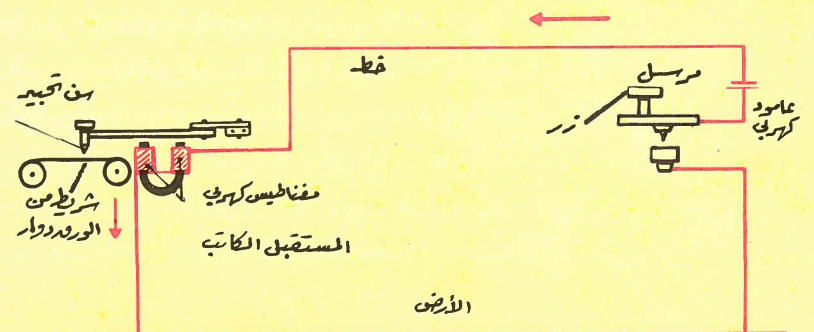 خط
مرسل
زر
عامود
كهربي
سن تحبير
شريط من
الورق دوار
مغناطيس كهربي
المستقبل الكاتب
الأرض